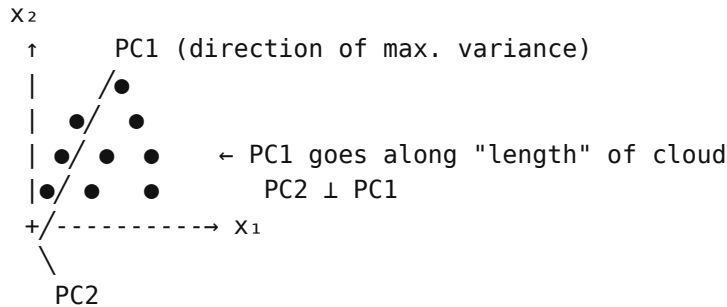 x₂
↑ PC1 (direction of max. variance)
| /●
| ● / ●
| ● / ● ● ← PC1 goes along "length" of cloud
|● / ● ● PC2 ⊥ PC1
+ / ----------→ x₁
\
PC2